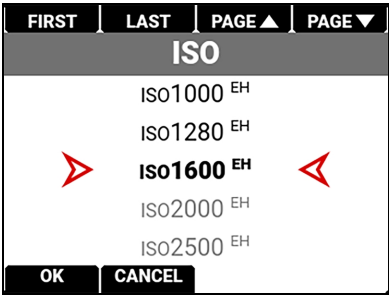 FIRST LAST PAGE▲ PAGE▼
ISO
ISO1000 EH
ISO1280 EH
ISO1600 EH
ISO2000 EH
ISO2500 EH
OK CANCEL